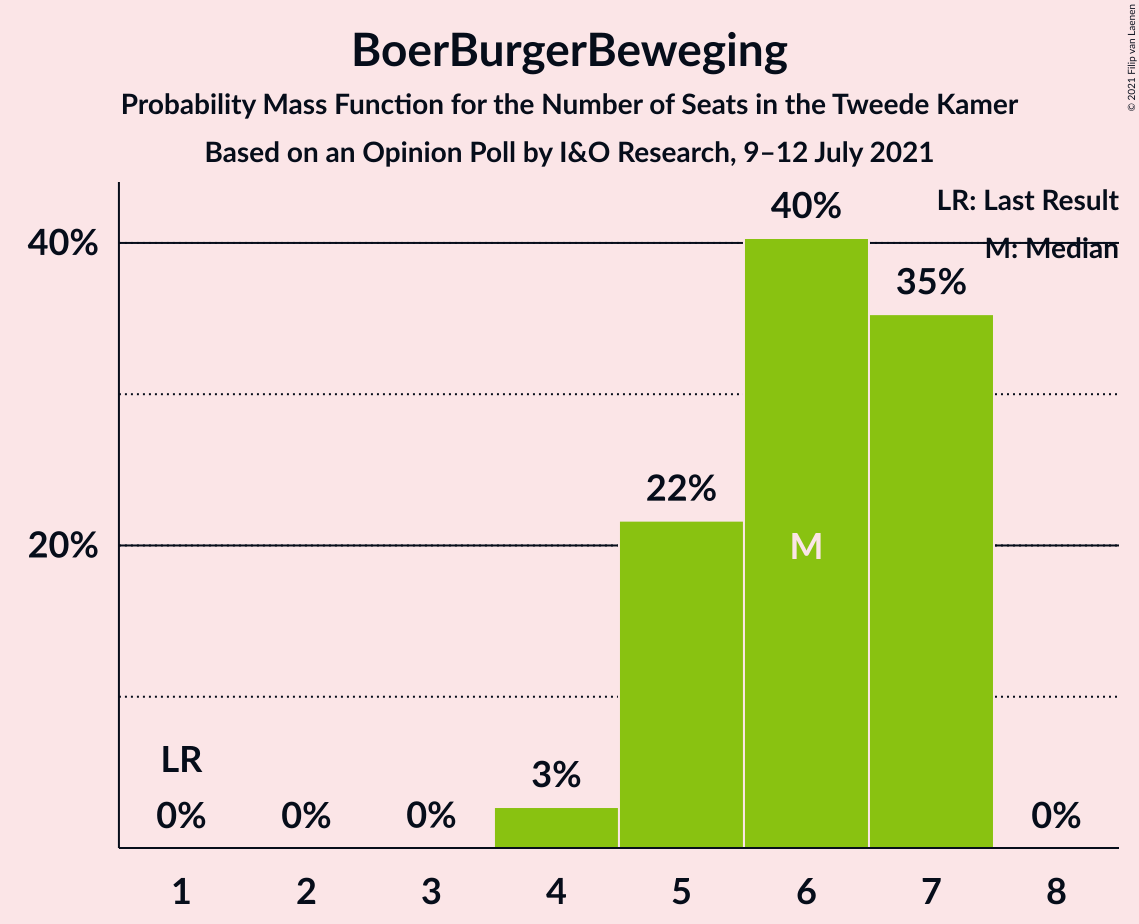 BoerBurgerBeweging
Probability Mass Function for the Number of Seats in the Tweede Kamer
Based on an Opinion Poll by I&O Research, 9–12 July 2021
© 2021 Filip van Laenen
LR: Last Result
M: Median
40%
20%
LR
0%
0%
0%
3%
22%
40%
M
35%
0%
1 2 3 4 5 6 7 8